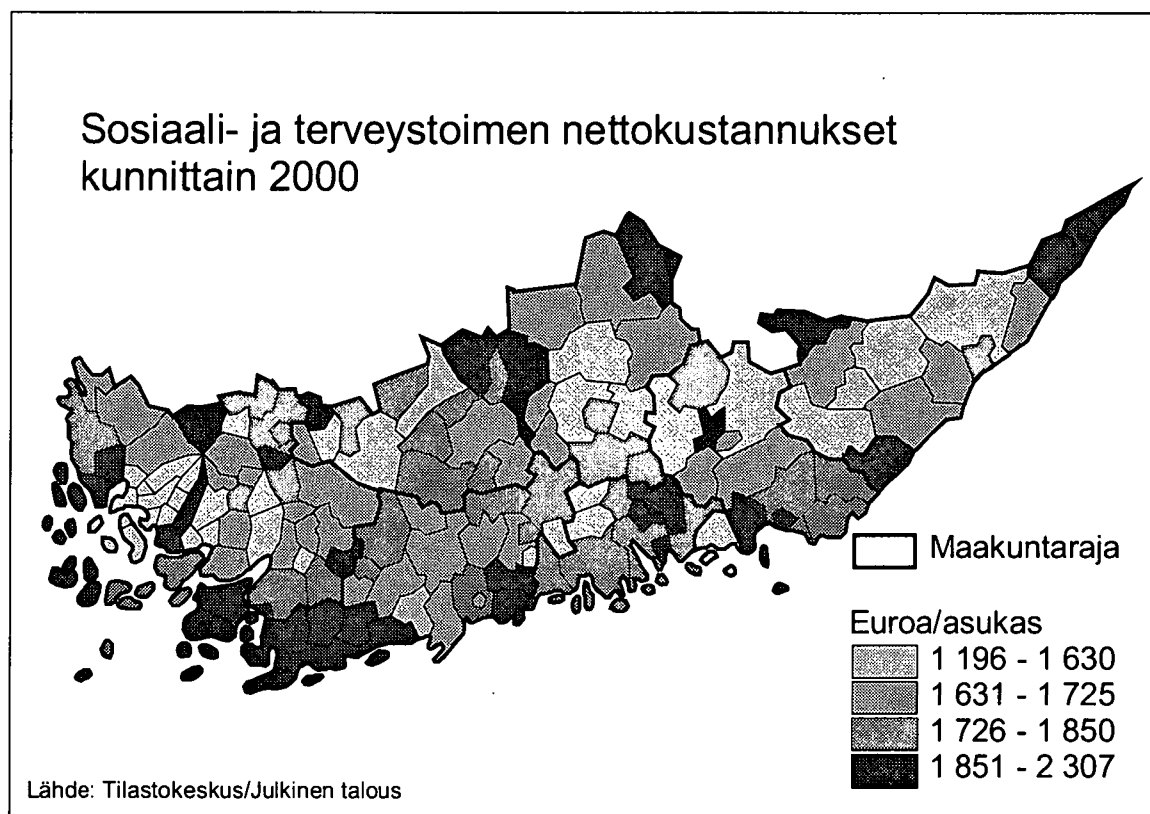 Sosiaali- ja terveystoimen nettokustannukset
kunnittain 2000
Maakuntaraja
Euroa/asukas
1 196 - 1 630
1 631 - 1 725
1 726 - 1 850
1 851 - 2 307
Lähde: Tilastokeskus/Julkinen talous